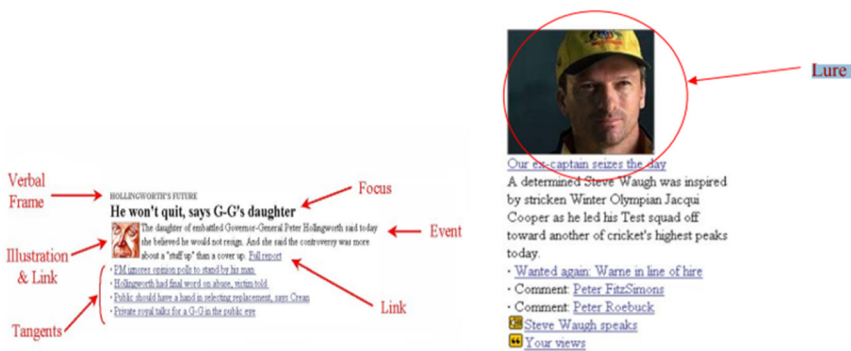 Verbal
Frame
HOLLINGWORTH'S FUTURE
Focus
He won't quit, says G-G's daughter
The daughter of embattled Governor-General Peter Hollingworth said today
Event
she believed he would not resign. And she said the controversy was more
about a "stuff up" than a cover up. Full report
Illustration
& Link
· PM ignores opinion polls to stand by his man
· Hollingworth had final word on abuse, victim told
· Public should have a hand in selecting replacement, says Crean
· Private royal talks for a G-G in the public eye
Link
Tangents
Lure
Our ex-captain seizes the day
A determined Steve Waugh was inspired
by stricken Winter Olympian Jacqui
Cooper as he led his Test squad off
toward another of cricket's highest peaks
today.
· Wanted again: Warne in line of hire
· Comment: Peter FitzSimons
· Comment: Peter Roebuck
Steve Waugh speaks
Your views